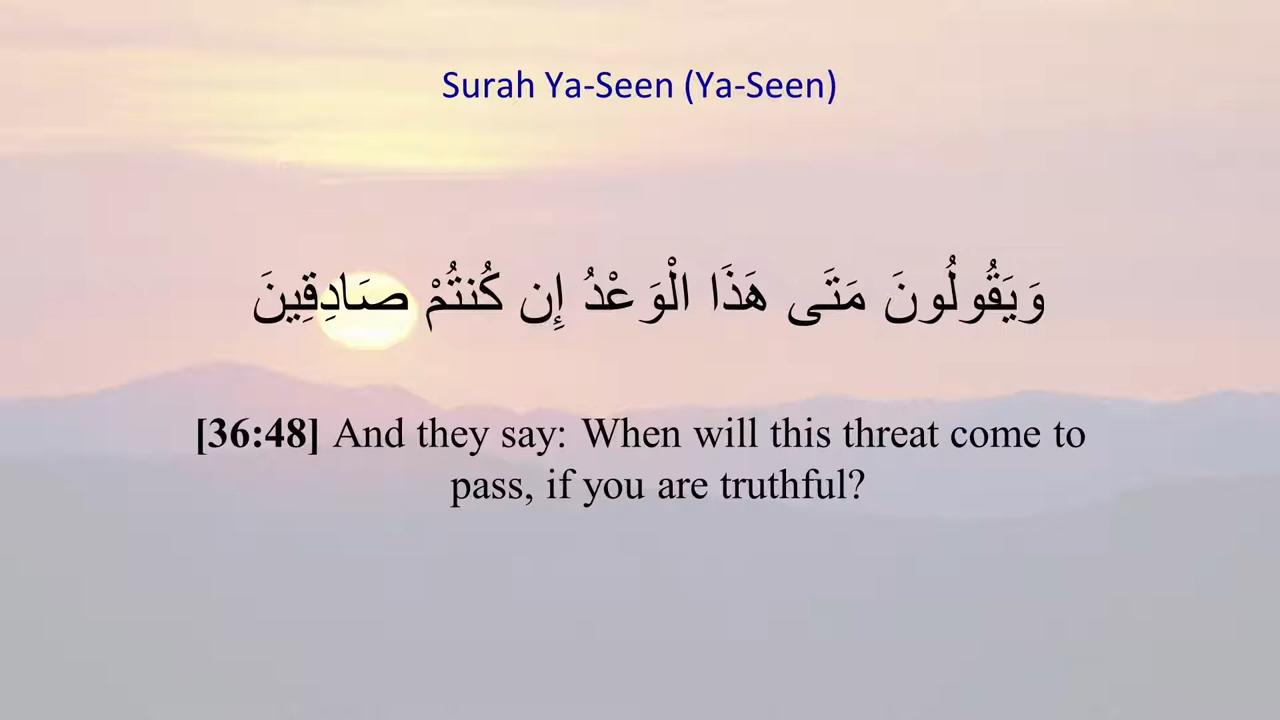 Surah Ya-Seen (Ya-Seen)
وَيَقُولُونَ مَتَى هَذَا الْوَعْدُ إِن كُنتُمْ صَادِقِينَ
[36:48] And they say: When will this threat come to
pass, if you are truthful?